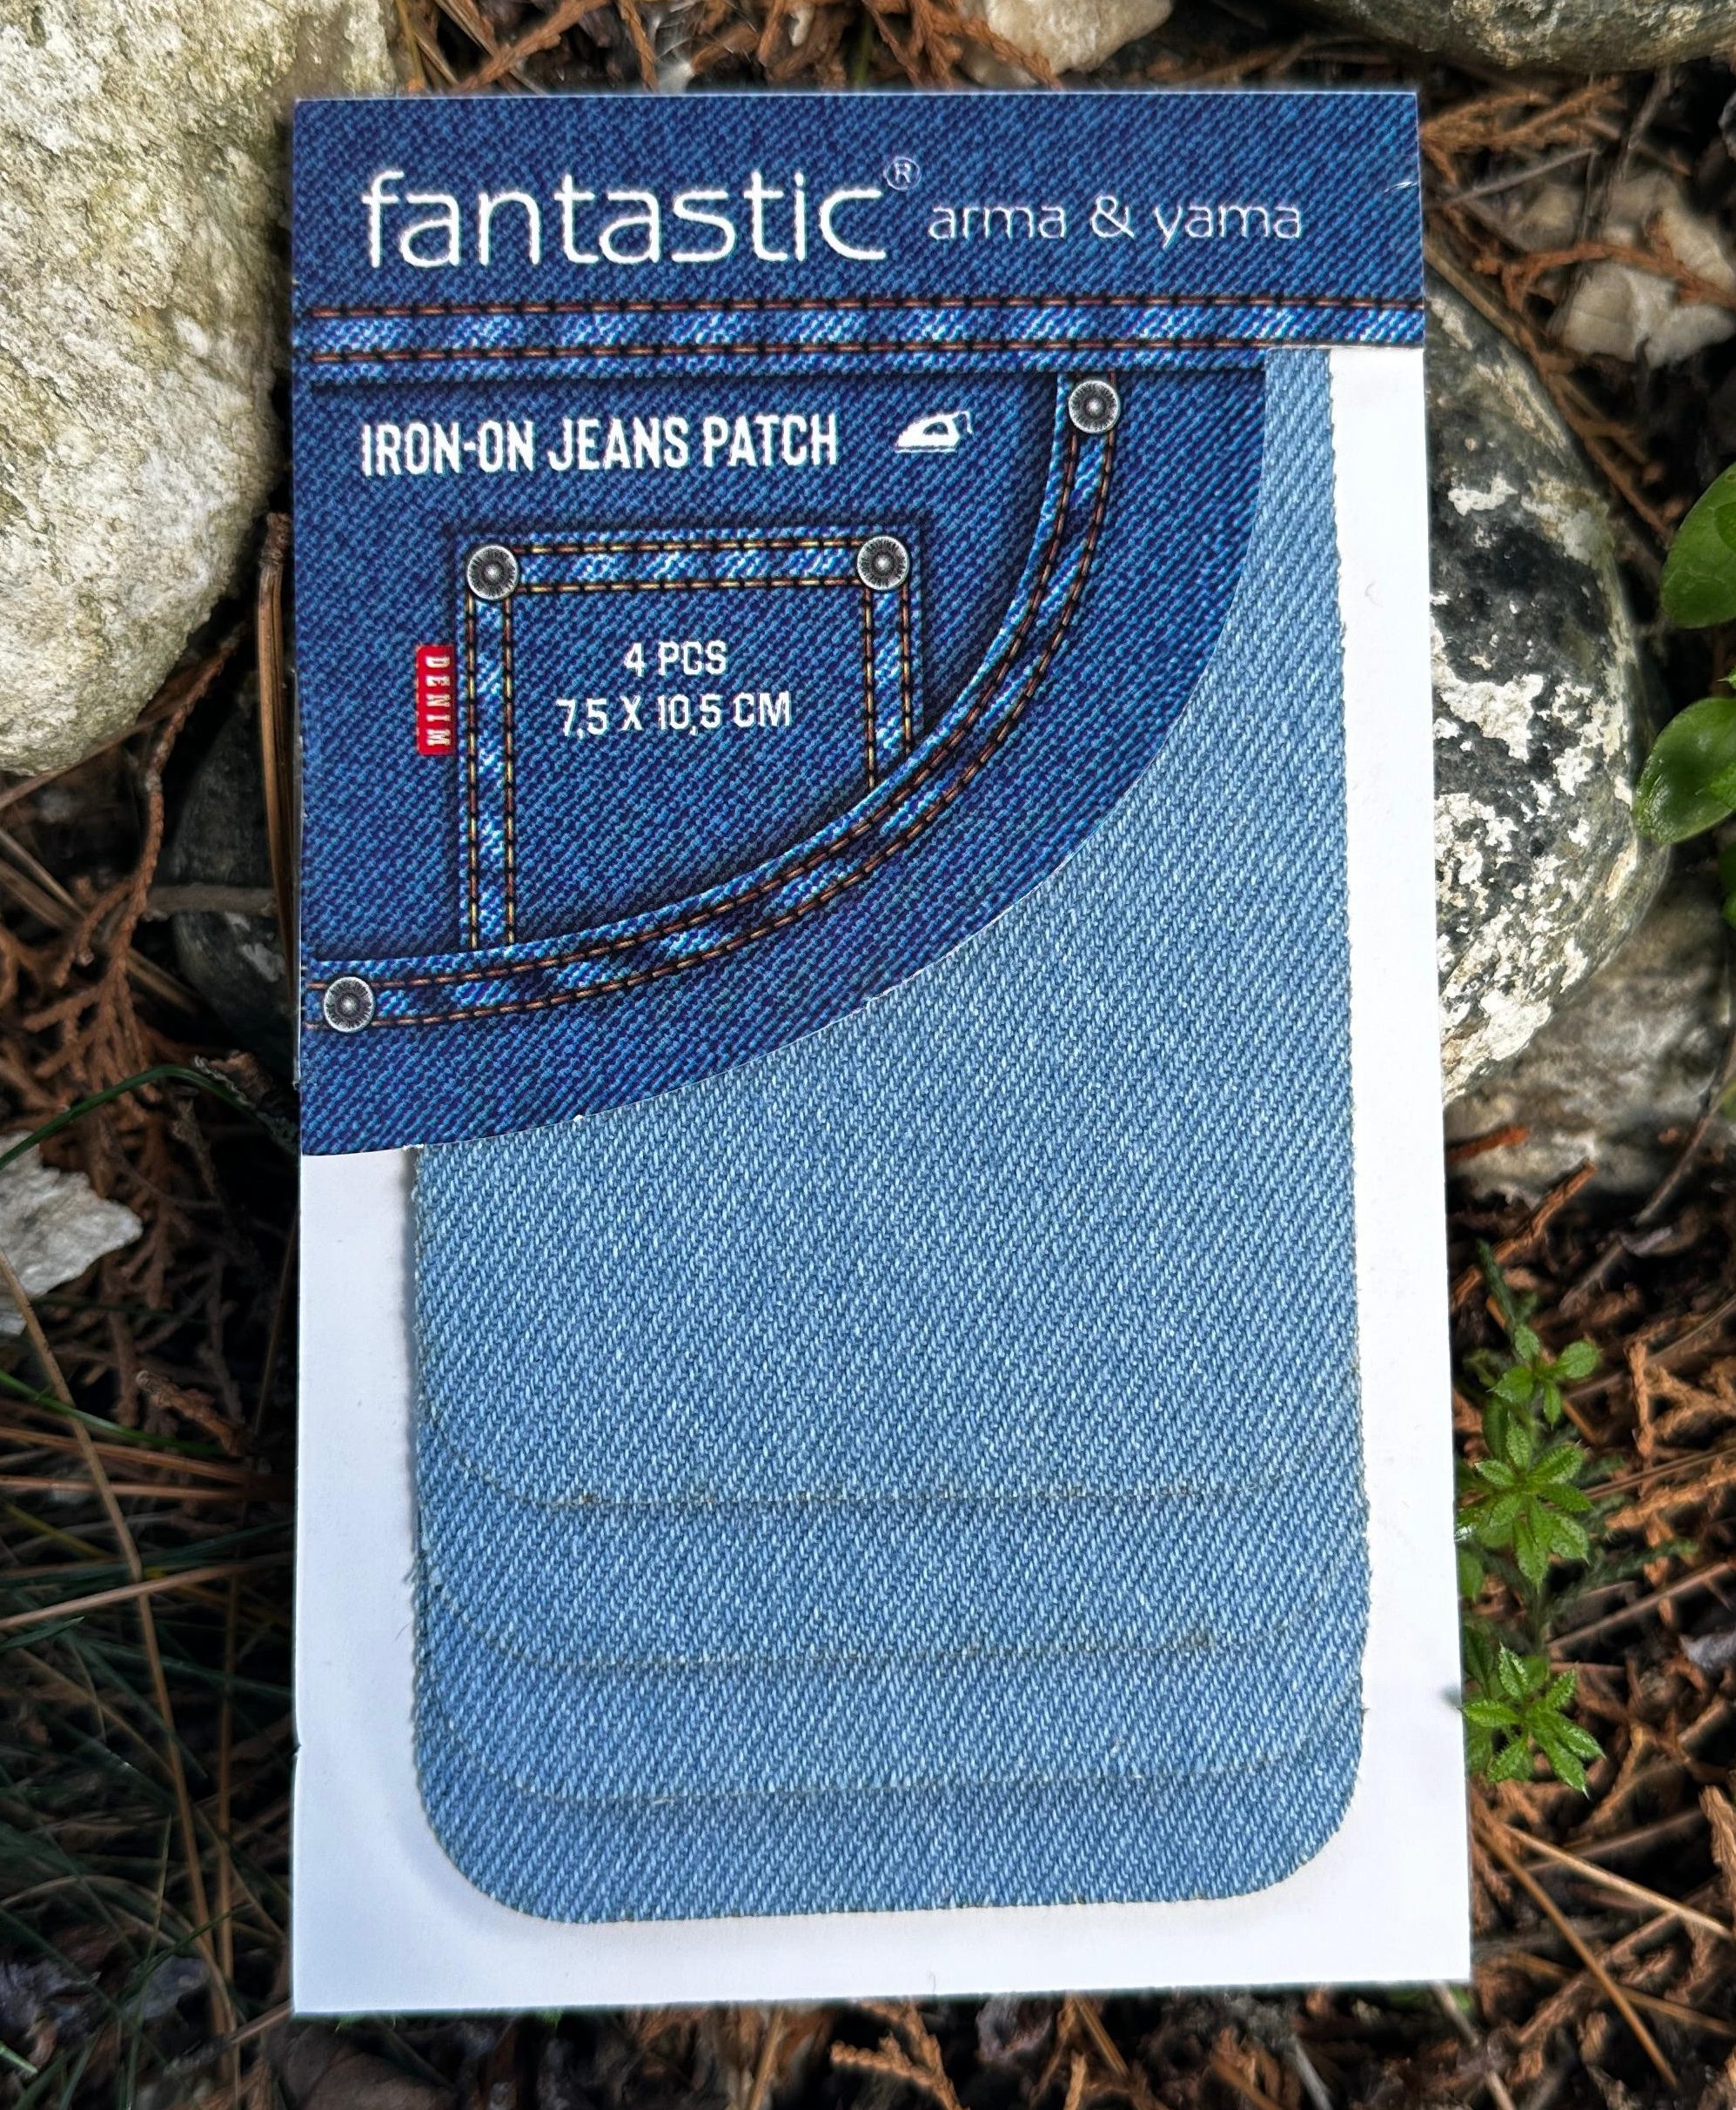 fantastic® arma & yama
IRON-ON JEANS PATCH
4 PCS
7,5 X 10,5 CM
DENIM